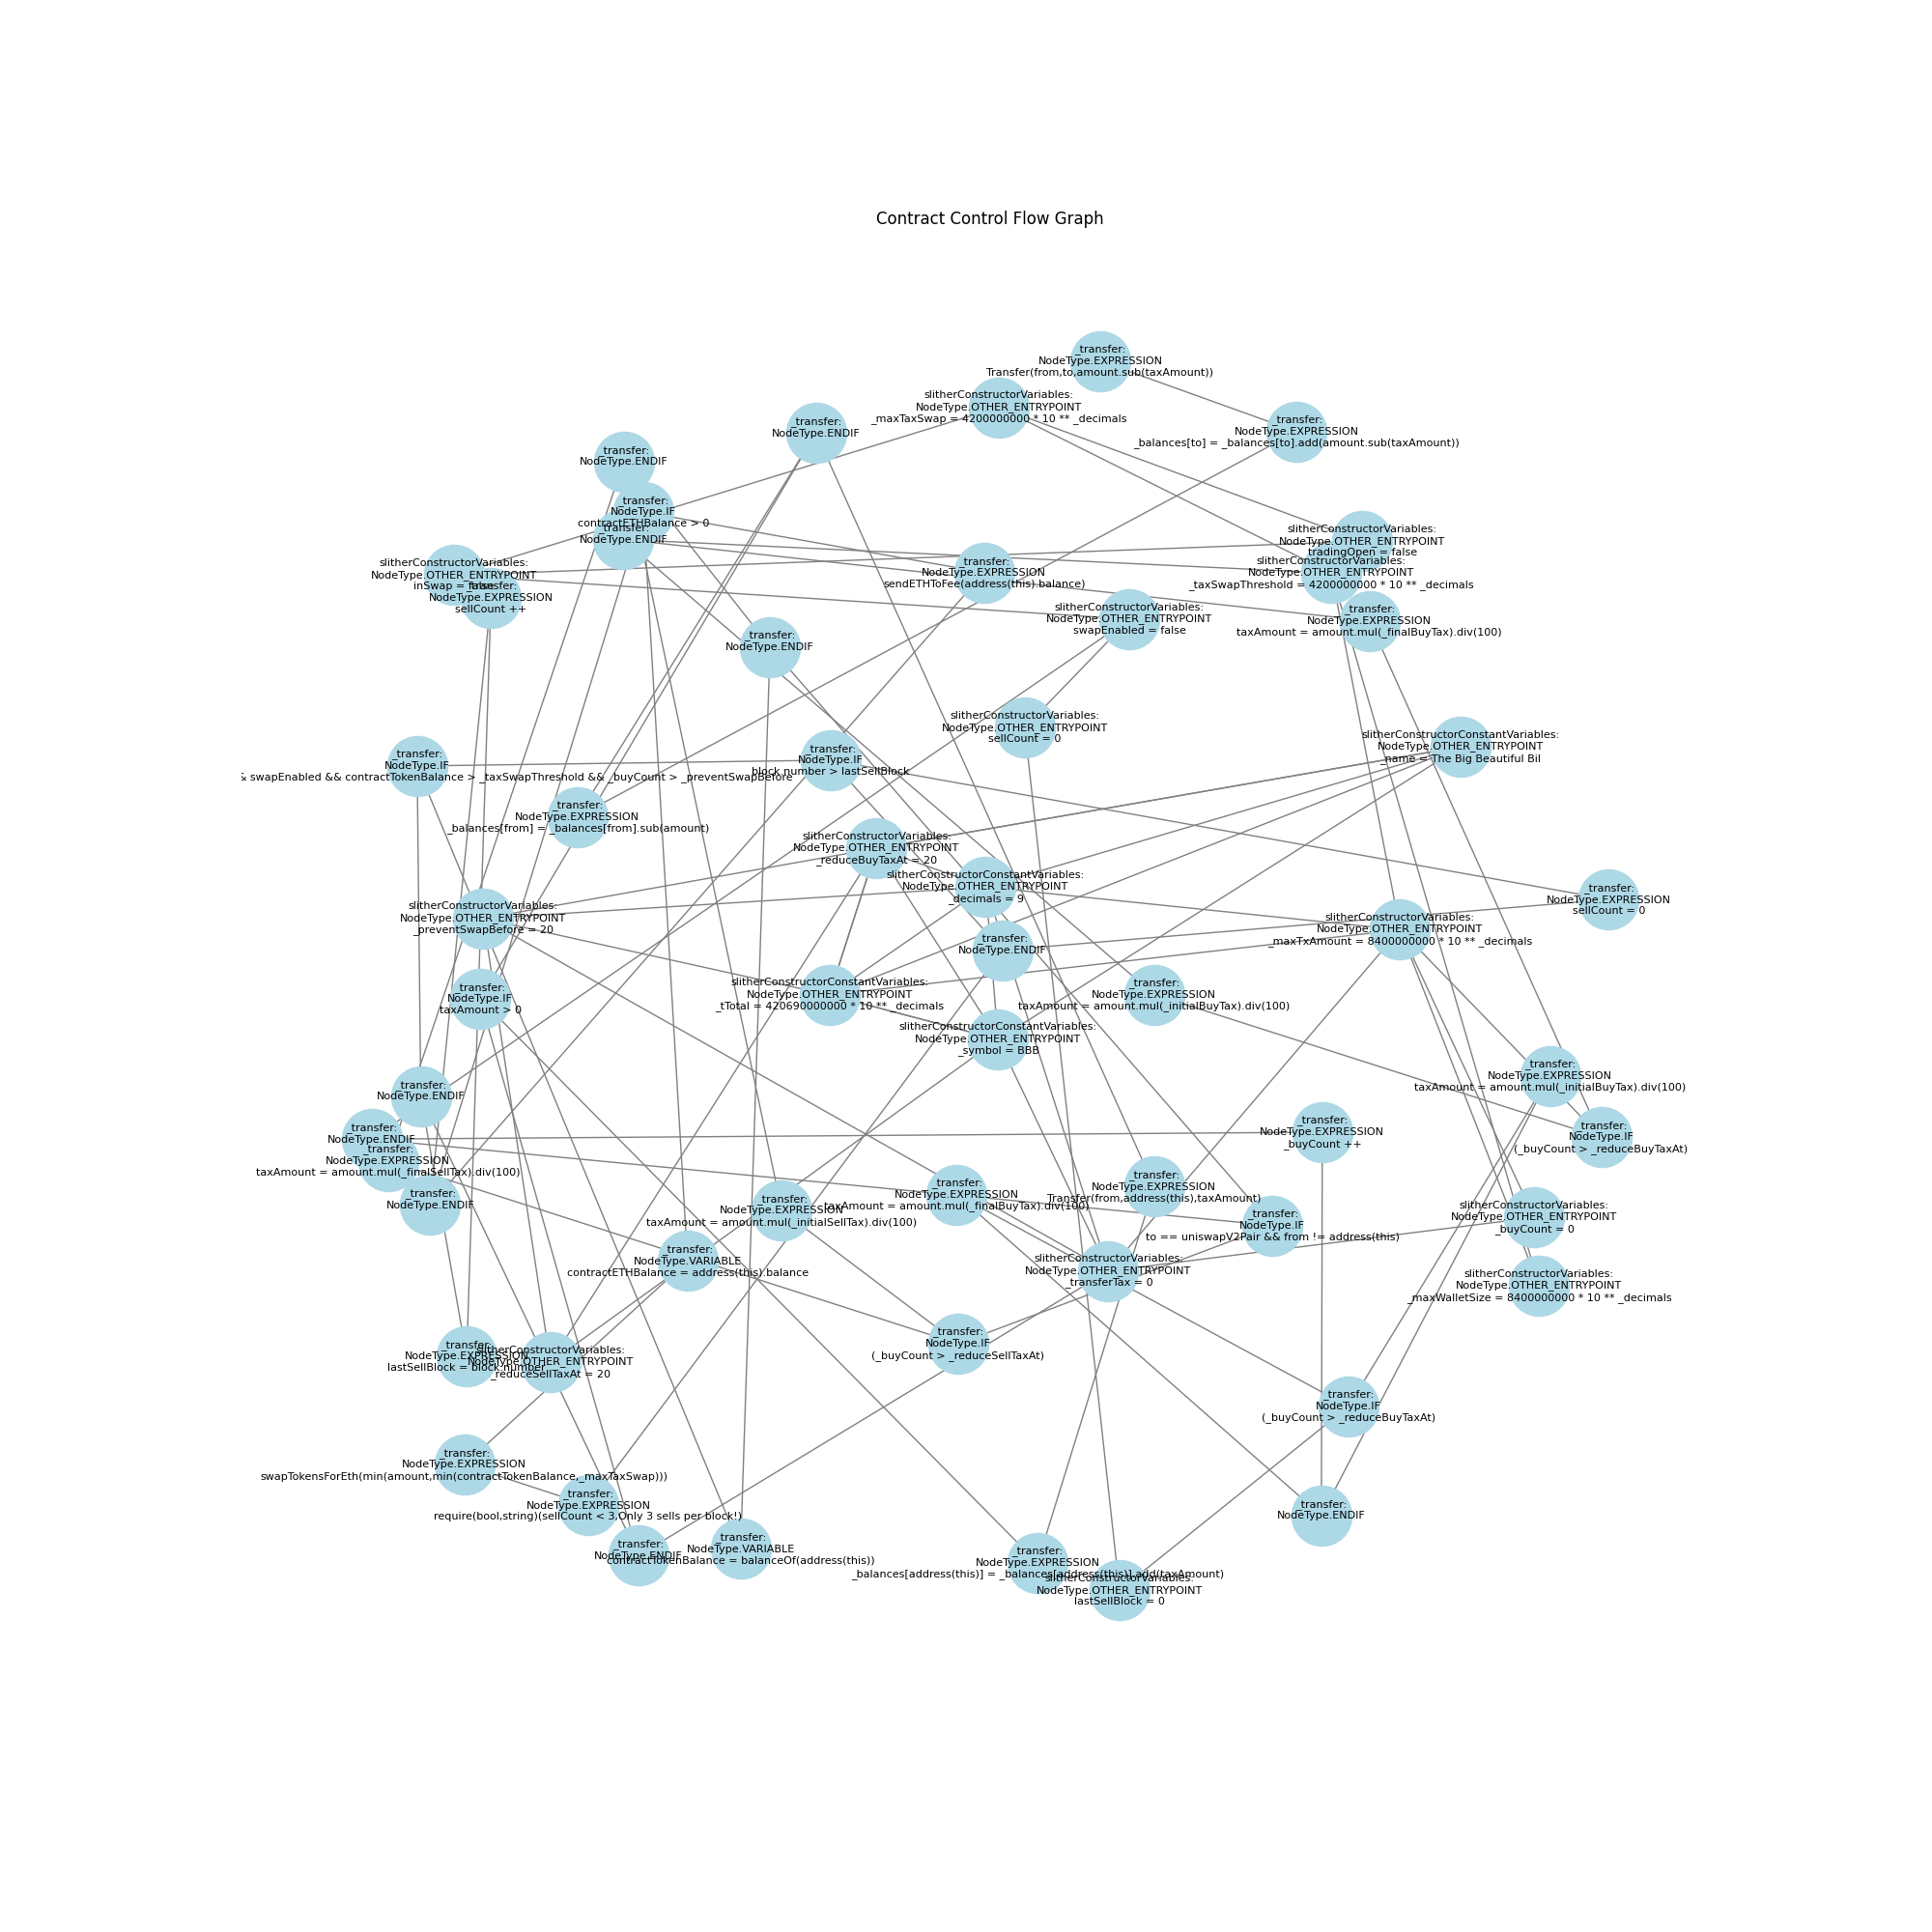 Contract Control Flow Graph
_transfer:
NodeType.EXPRESSION
Transfer(from,to,amount.sub(taxAmount))
slitherConstructorVariables:
NodeType.OTHER_ENTRYPOINT
_maxTaxSwap = 4200000000 * 10 ** _decimals
_transfer:
NodeType.ENDIF
_transfer:
NodeType.EXPRESSION
_balances[to] = _balances[to].add(amount.sub(taxAmount))
_transfer:
NodeType.ENDIF
_transfer:
NodeType.IF
contractETHBalance > 0
_transfer:
NodeType.ENDIF
slitherConstructorVariables:
NodeType.OTHER_ENTRYPOINT
tradingOpen = false
slitherConstructorVariables:
NodeType.OTHER_ENTRYPOINT
_taxSwapThreshold = 4200000000 * 10 ** _decimals
slitherConstructorVariables:
NodeType.OTHER_ENTRYPOINT
inSwap = false
_transfer:
NodeType.EXPRESSION
sellCount ++
_transfer:
NodeType.EXPRESSION
sendETHToFee(address(this).balance)
slitherConstructorVariables:
NodeType.OTHER_ENTRYPOINT
swapEnabled = false
_transfer:
NodeType.EXPRESSION
taxAmount = amount.mul(_finalBuyTax).div(100)
_transfer:
NodeType.ENDIF
slitherConstructorVariables:
NodeType.OTHER_ENTRYPOINT
sellCount = 0
slitherConstructorConstantVariables:
NodeType.OTHER_ENTRYPOINT
_name = The Big Beautiful Bil
_transfer:
NodeType.IF
& swapEnabled && contractTokenBalance > _taxSwapThreshold && _buyCount > _preventSwapBefore
_transfer:
NodeType.IF
block.number > lastSellBlock
_transfer:
NodeType.EXPRESSION
_balances[from] = _balances[from].sub(amount)
slitherConstructorVariables:
NodeType.OTHER_ENTRYPOINT
_reduceBuyTaxAt = 20
slitherConstructorConstantVariables:
NodeType.OTHER_ENTRYPOINT
_decimals = 9
_transfer:
NodeType.EXPRESSION
sellCount = 0
slitherConstructorVariables:
NodeType.OTHER_ENTRYPOINT
_preventSwapBefore = 20
slitherConstructorVariables:
NodeType.OTHER_ENTRYPOINT
_maxTxAmount = 8400000000 * 10 ** _decimals
_transfer:
NodeType.ENDIF
_transfer:
NodeType.IF
taxAmount > 0
slitherConstructorConstantVariables:
NodeType.OTHER_ENTRYPOINT
_tTotal = 420690000000 * 10 ** _decimals
_transfer:
NodeType.EXPRESSION
taxAmount = amount.mul(_initialBuyTax).div(100)
slitherConstructorConstantVariables:
NodeType.OTHER_ENTRYPOINT
_symbol = BBB
_transfer:
NodeType.EXPRESSION
taxAmount = amount.mul(_initialBuyTax).div(100)
_transfer:
NodeType.ENDIF
_transfer:
NodeType.ENDIF
_transfer:
NodeType.EXPRESSION
taxAmount = amount.mul(_finalSellTax).div(100)
_transfer:
NodeType.ENDIF
_transfer:
NodeType.EXPRESSION
_buyCount ++
_transfer:
NodeType.IF
(_buyCount > _reduceBuyTaxAt)
_transfer:
NodeType.EXPRESSION
taxAmount = amount.mul(_initialSellTax).div(100)
_transfer:
NodeType.EXPRESSION
taxAmount = amount.mul(_finalBuyTax).div(100)
_transfer:
NodeType.EXPRESSION
Transfer(from,address(this),taxAmount)
_transfer:
NodeType.IF
to == uniswapV2Pair && from != address(this)
slitherConstructorVariables:
NodeType.OTHER_ENTRYPOINT
_buyCount = 0
_transfer:
NodeType.VARIABLE
contractETHBalance = address(this).balance
slitherConstructorVariables:
NodeType.OTHER_ENTRYPOINT
_transferTax = 0
slitherConstructorVariables:
NodeType.OTHER_ENTRYPOINT
_maxWalletSize = 8400000000 * 10 ** _decimals
_transfer:
NodeType.EXPRESSION
lastSellBlock = block.number
slitherConstructorVariables:
NodeType.OTHER_ENTRYPOINT
_reduceSellTaxAt = 20
_transfer:
NodeType.IF
(_buyCount > _reduceSellTaxAt)
_transfer:
NodeType.IF
(_buyCount > _reduceBuyTaxAt)
_transfer:
NodeType.EXPRESSION
swapTokensForEth(min(amount,min(contractTokenBalance,_maxTaxSwap)))
_transfer:
NodeType.EXPRESSION
require(bool,string)(sellCount < 3,Only 3 sells per block!)
_transfer:
NodeType.ENDIF
_transfer:
NodeType.ENDIF
_transfer:
NodeType.VARIABLE
contractTokenBalance = balanceOf(address(this))
_transfer:
NodeType.EXPRESSION
_balances[address(this)] = _balances[address(this)].add(taxAmount)
slitherConstructorVariables:
NodeType.OTHER_ENTRYPOINT
lastSellBlock = 0